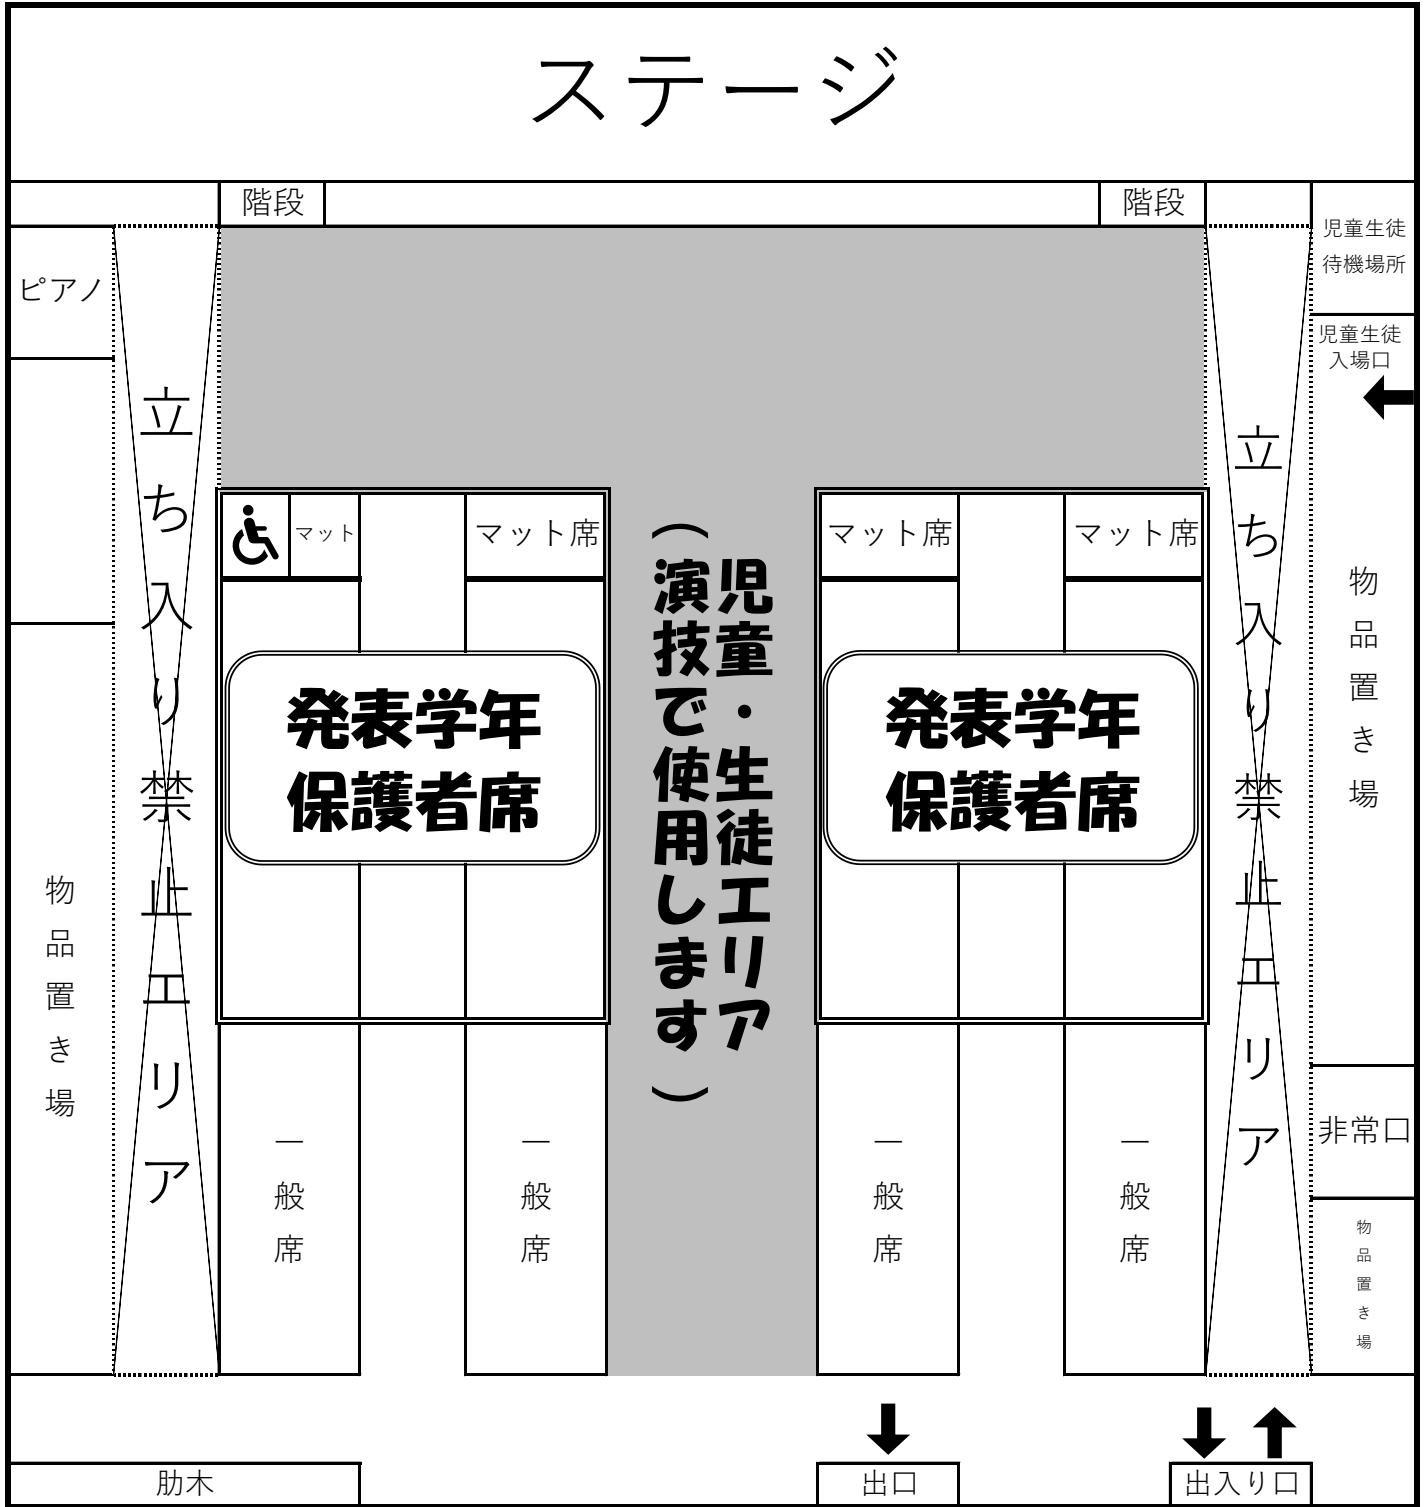 ステージ
階段
階段
児童生徒
待機場所
ピアノ
児童生徒
入場口
立ち入り禁止エリア
立ち入り禁止エリア
マット
マット席
マット席
マット席
児童・生徒エリア
（演技で使用します）
物品置き場
発表学年
保護者席
発表学年
保護者席
物品置き場
非常口
一般席
一般席
一般席
一般席
物品置き場
肋木
出口
出入り口